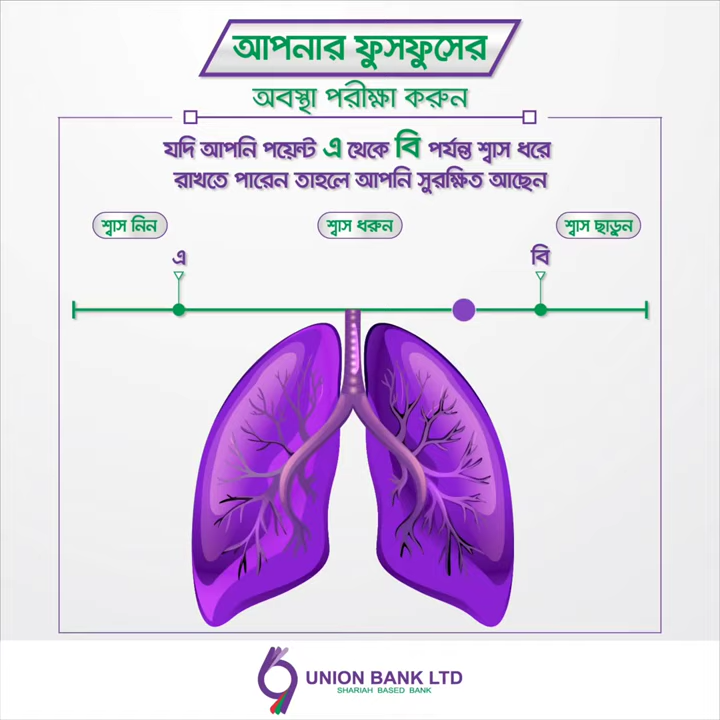 আপনার ফুসফুসের
অবস্থা পরীক্ষা করুন
যদি আপনি পয়েন্ট এ থেকে বি পর্যন্ত শ্বাস ধরে
রাখতে পারেন তাহলে আপনি সুরক্ষিত আছেন
শ্বাস নিন
শ্বাস ধরুন
শ্বাস ছাড়ুন
এ
বি
UNION BANK LTD
SHARIAH BASED BANK